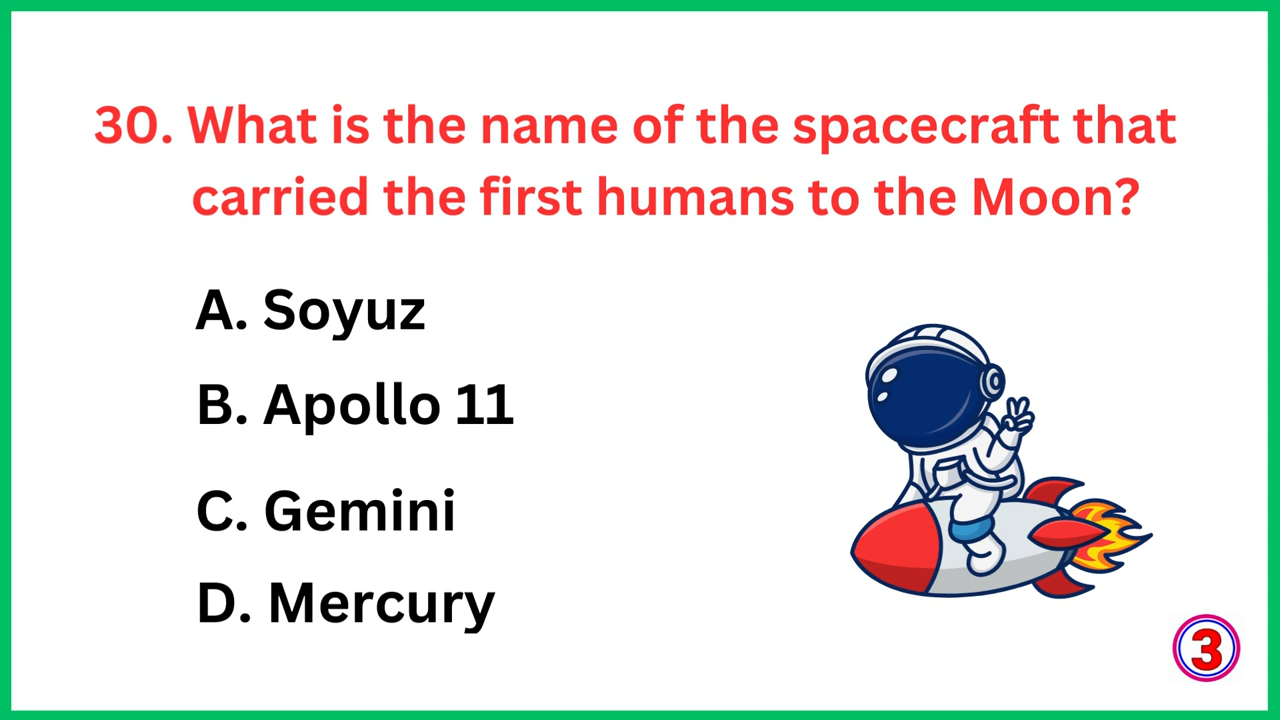 30. What is the name of the spacecraft that
carried the first humans to the Moon?
A. Soyuz
B. Apollo 11
C. Gemini
D. Mercury
3